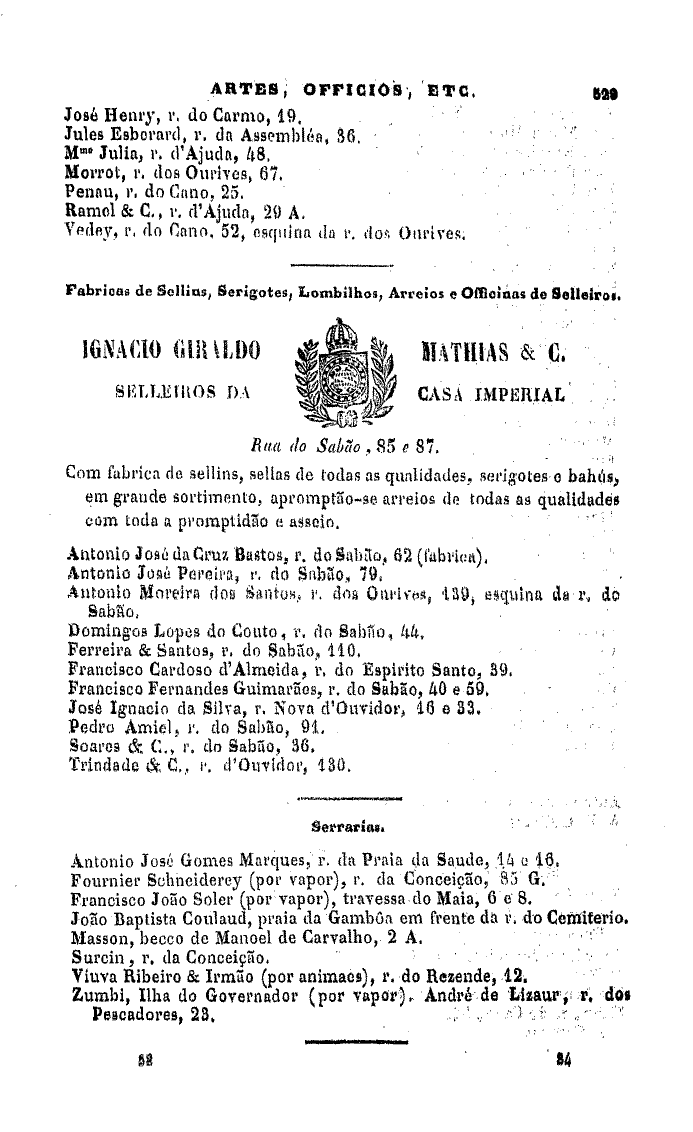 ARTES, OFFICIOS, ETC. 529
José Henry, r. do Carmo, 19.
Jules Esborard, r. da Assembléa, 36.
Mme Julia, r. d'Ajuda, 48.
Morrot, r. dos Ourives, 67.
Penau, r. do Cano, 25.
Ramel & C., r. d'Ajuda, 29 A.
Vedey, r. do Cano, 52, esquina da r. dos Ourives.
Fabricas de Sellins, Serigotes, Lombilhos, Arreios e Officinas de Selleiros.
IGNACIO GIRALDO MATHIAS & C.
SELLEIROS DA CASA IMPERIAL
Rua do Sabão, 85 e 87.
Com fabrica de sellins, sellas de todas as qualidades, serigotes e bahús,
em grande sortimento, apromptão-se arreios de todas as qualidades
com toda a promptidão e asseio.
Antonio José da Cruz Bastos, r. do Sabão, 62 (fabrica).
Antonio José Pereira, r. do Sabão, 79.
Antonio Moreira dos Santos, r. dos Ourives, 139, esquina da r. do
Sabão.
Domingos Lopes do Couto, r. do Sabão, 44.
Ferreira & Santos, r. do Sabão, 110.
Francisco Cardoso d'Almeida, r. do Espirito Santo, 39.
Francisco Fernandes Guimarães, r. do Sabão, 40 e 59.
José Ignacio da Silva, r. Nova d'Ouvidor, 16 e 33.
Pedro Amiel, r. do Sabão, 91.
Soares & C., r. do Sabão, 36.
Trindade & C., r. d'Ouvidor, 130.
Serrarias.
Antonio José Gomes Marques, r. da Praia da Saude, 14 e 16.
Fournier Schneiderey (por vapor), r. da Conceição, 85 G.
Francisco João Soler (por vapor), travessa do Maia, 6 e 8.
João Baptista Coulaud, praia da Gambôa em frente da r. do Cemiterio.
Masson, becco de Manoel de Carvalho, 2 A.
Surcin, r. da Conceição.
Viuva Ribeiro & Irmão (por animaes), r. do Rezende, 12.
Zumbi, Ilha do Governador (por vapor). André de Lizaur, r. dos
Pescadores, 23.
52 34